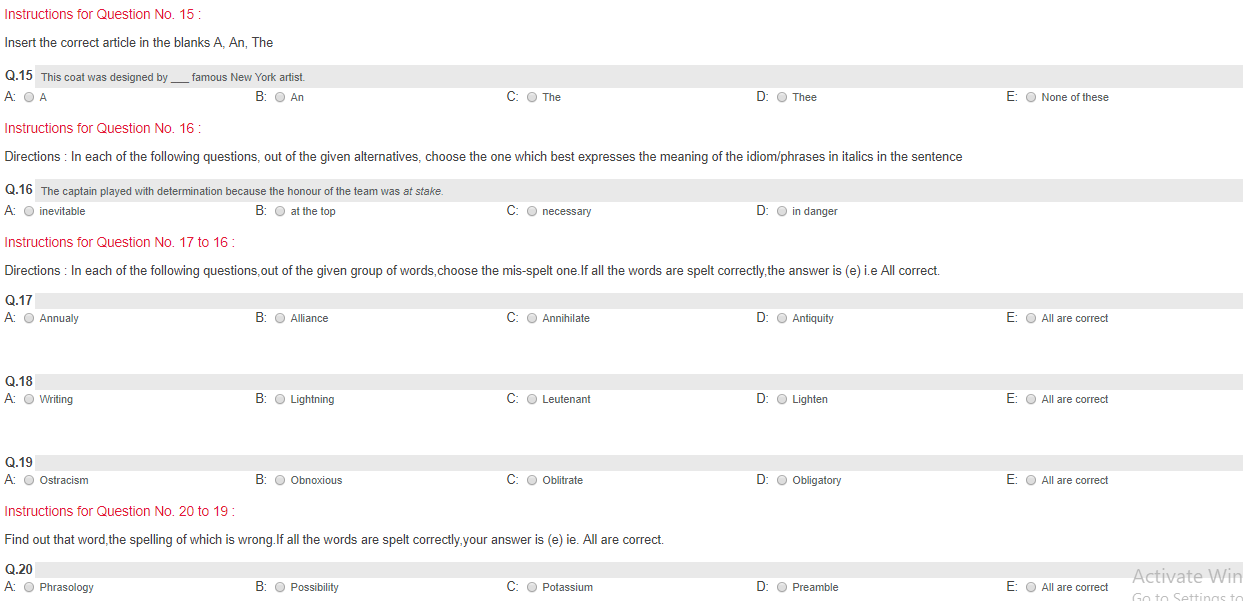 Instructions for Question No. 15 :
Insert the correct article in the blanks A, An, The
Q.15 This coat was designed by ___ famous New York artist.
A: A B: An C: The D: Thee E: None of these
Instructions for Question No. 16 :
Directions : In each of the following questions, out of the given alternatives, choose the one which best expresses the meaning of the idiom/phrases in italics in the sentence
Q.16 The captain played with determination because the honour of the team was at stake.
A: inevitable B: at the top C: necessary D: in danger
Instructions for Question No. 17 to 16 :
Directions : In each of the following questions,out of the given group of words,choose the mis-spelt one.If all the words are spelt correctly,the answer is (e) i.e All correct.
Q.17
A: Annualy B: Alliance C: Annihilate D: Antiquity E: All are correct
Q.18
A: Writing B: Lightning C: Leutenant D: Lighten E: All are correct
Q.19
A: Ostracism B: Obnoxious C: Oblitrate D: Obligatory E: All are correct
Instructions for Question No. 20 to 19 :
Find out that word,the spelling of which is wrong.If all the words are spelt correctly,your answer is (e) ie. All are correct.
Q.20
A: Phrasology B: Possibility C: Potassium D: Preamble E: All are correct
Activate Win
Go to Settings to